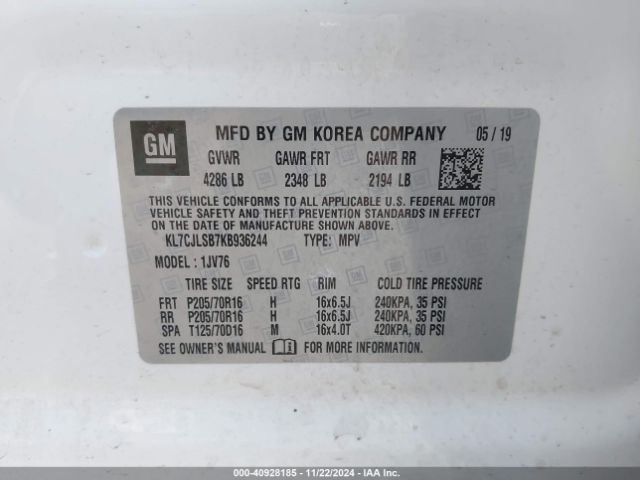 GM
MFD BY GM KOREA COMPANY 05 / 19
GVWR GAWR FRT GAWR RR
4286 LB 2348 LB 2194 LB
THIS VEHICLE CONFORMS TO ALL APPLICABLE U.S. FEDERAL MOTOR
VEHICLE SAFETY AND THEFT PREVENTION STANDARDS IN EFFECT
ON THE DATE OF MANUFACTURE SHOWN ABOVE.
KL7CJLSB7KB936244 TYPE: MPV
MODEL: 1JV76
TIRE SIZE SPEED RTG RIM COLD TIRE PRESSURE
FRT P205/70R16 H 16x6.5J 240KPA, 35 PSI
RR P205/70R16 H 16x6.5J 240KPA, 35 PSI
SPA T125/70D16 M 16x4.0T 420KPA, 60 PSI
SEE OWNER'S MANUAL FOR MORE INFORMATION.
000-40928185 - 11/22/2024 - IAA Inc.